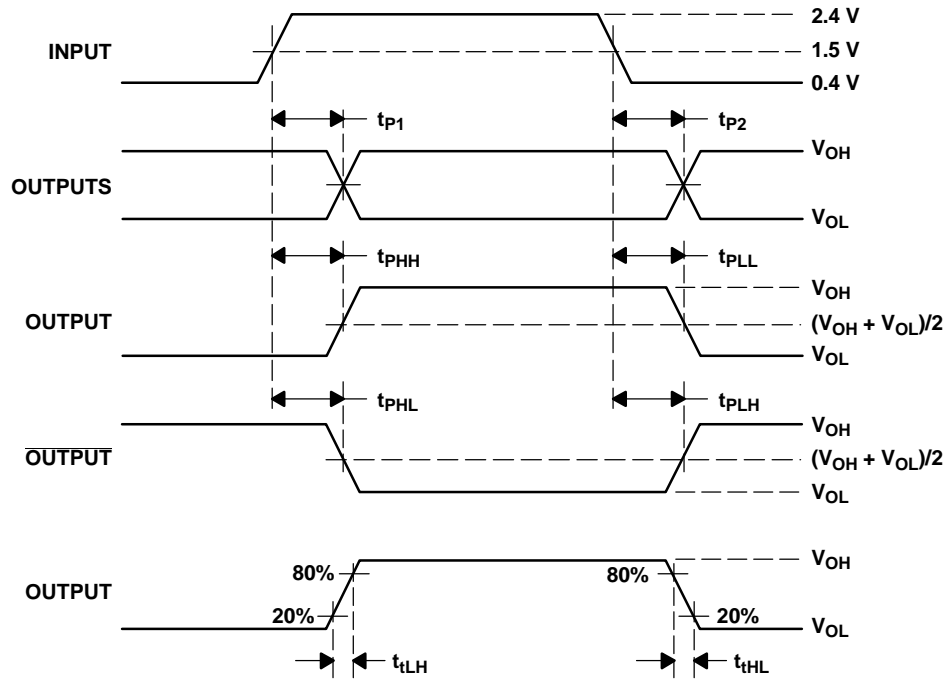 2.4 V
INPUT
1.5 V
0.4 V
tP1
tP2
VOH
OUTPUTS
VOL
tPHH
tPLL
VOH
OUTPUT
(VOH + VOL)/2
VOL
tPHL
tPLH
VOH
OUTPUT
(VOH + VOL)/2
VOL
VOH
80%
80%
OUTPUT
20%
20%
VOL
ttLH
ttHL